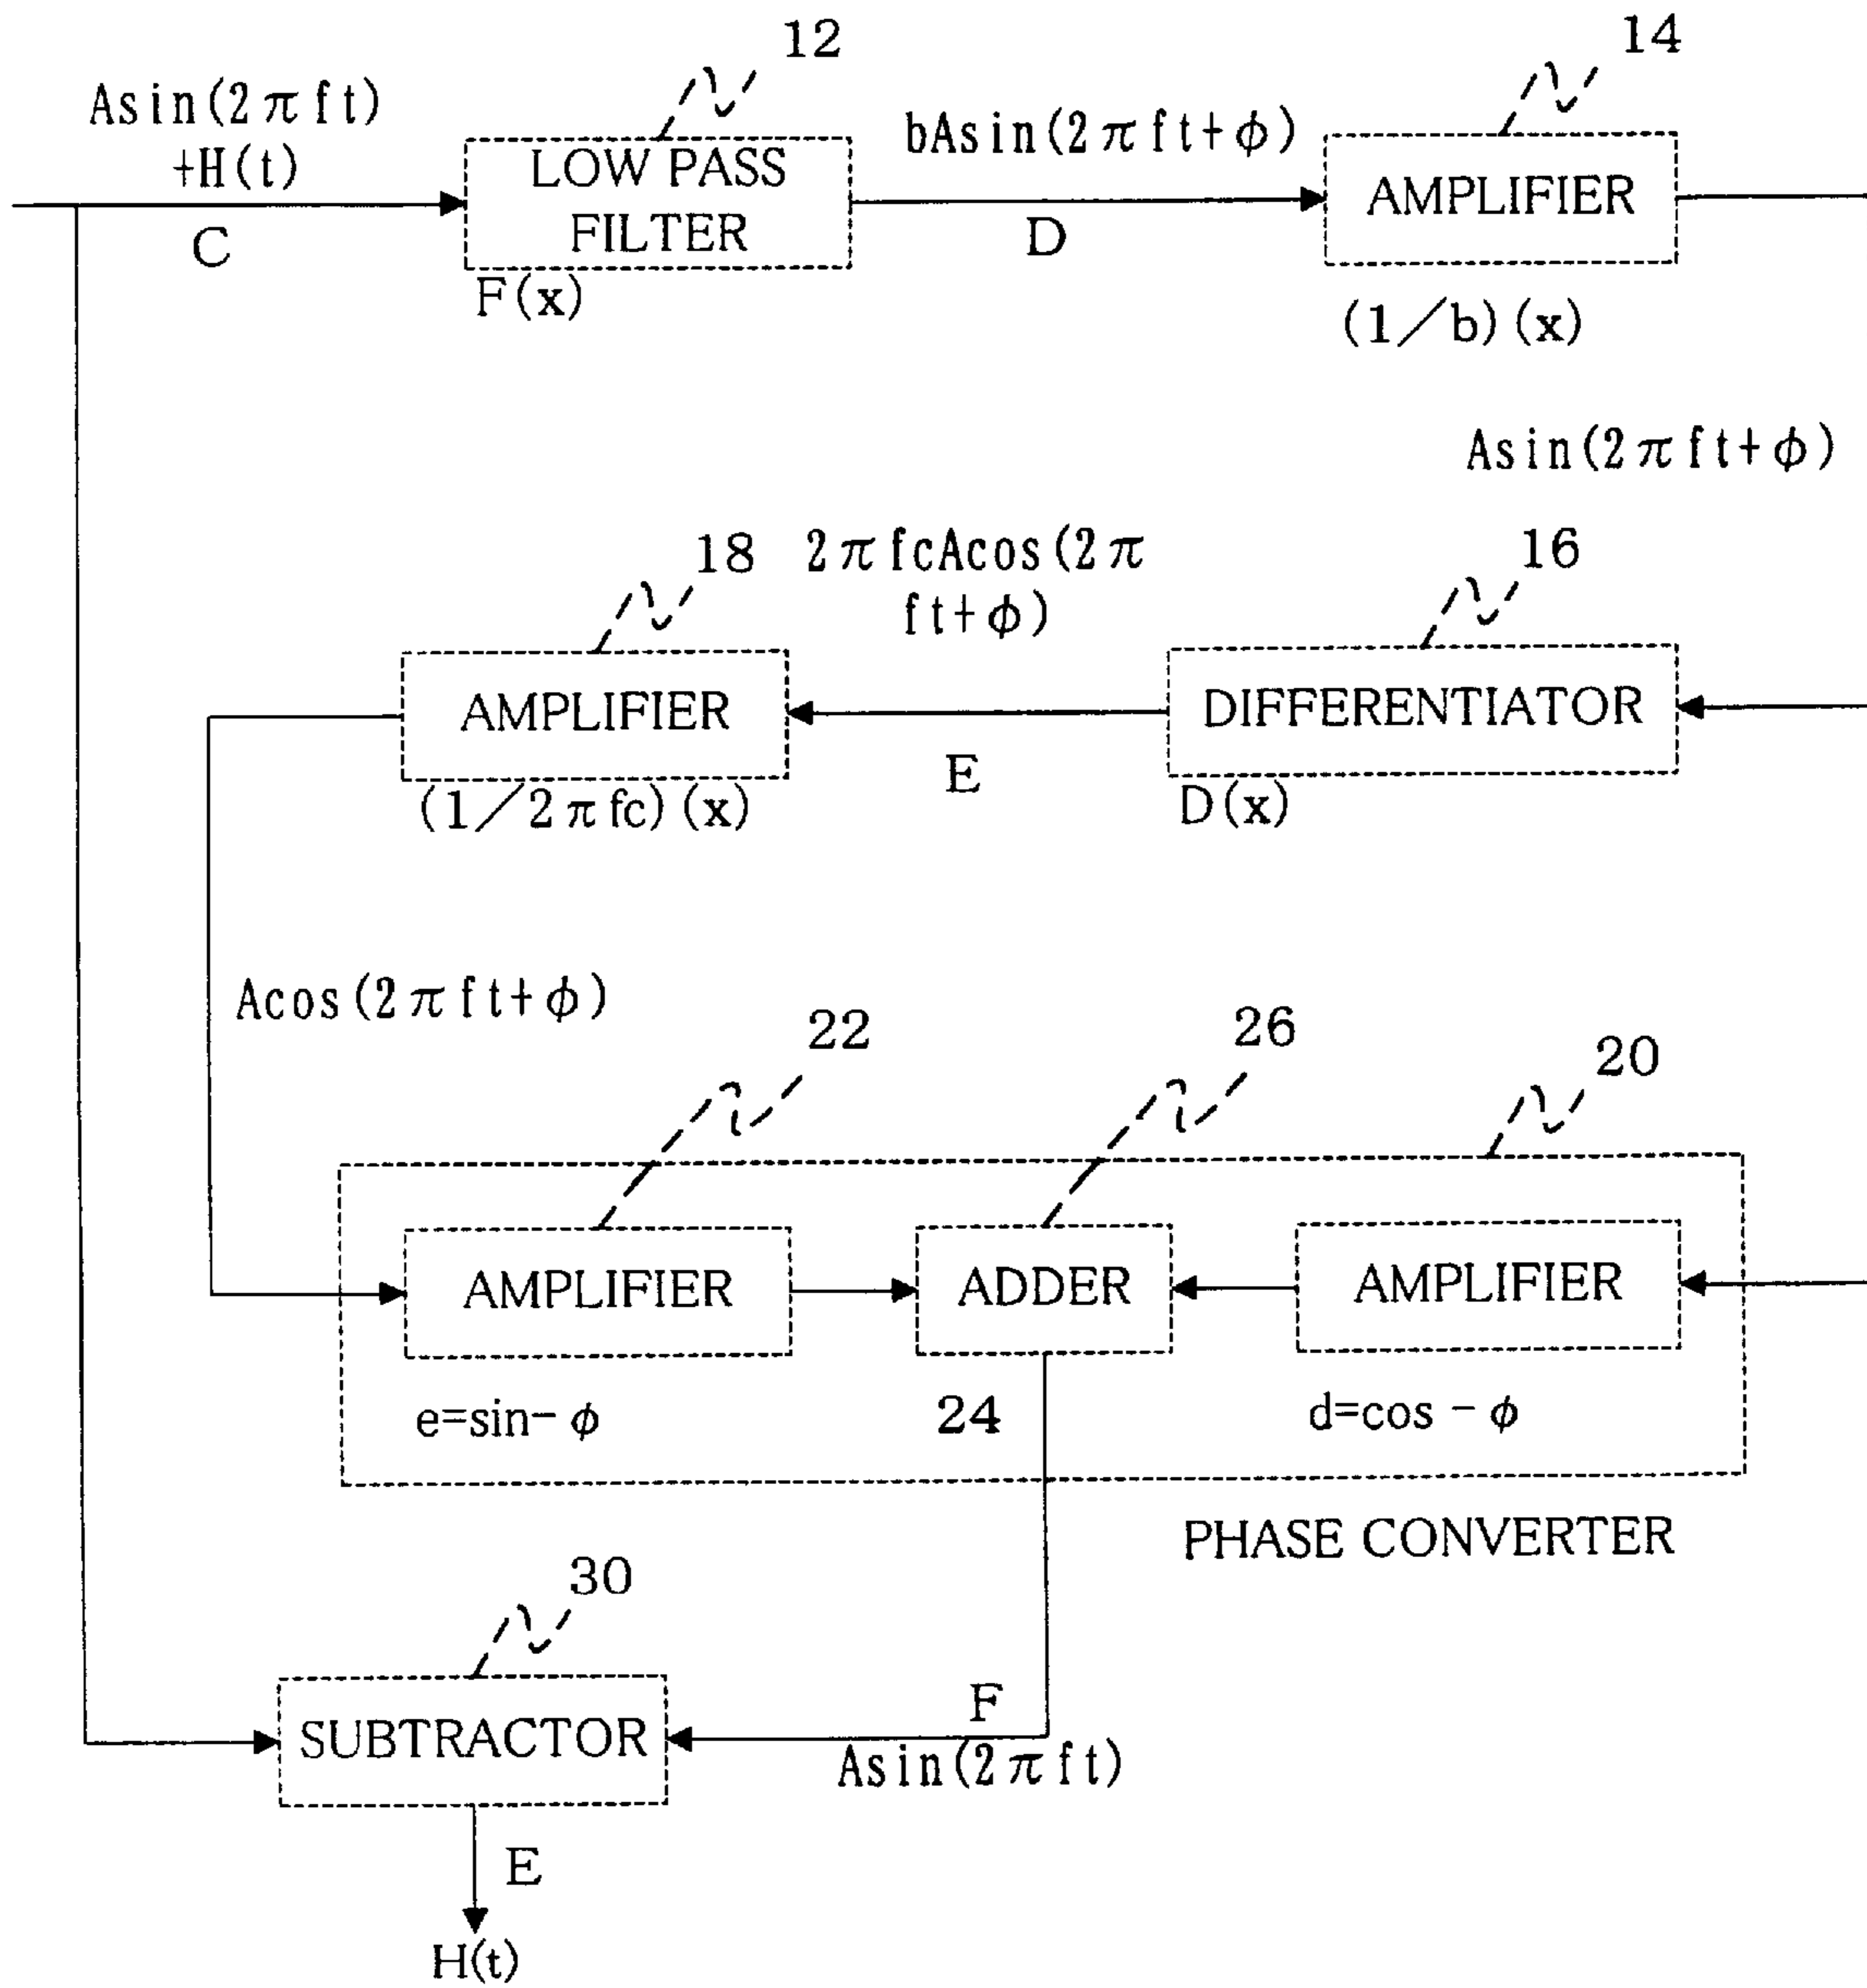 12
14
Asin(2πft)
+H(t)
bAsin(2πft+φ)
LOW PASS
FILTER
AMPLIFIER
C
D
F(x)
(1/b)(x)
Asin(2πft+φ)
18
2πfcAcos(2π
ft+φ)
16
AMPLIFIER
DIFFERENTIATOR
E
(1/2πfc)(x)
D(x)
Acos(2πft+φ)
22
26
20
AMPLIFIER
ADDER
AMPLIFIER
e=sin-φ
24
d=cos-φ
PHASE CONVERTER
30
SUBTRACTOR
F
Asin(2πft)
E
H(t)